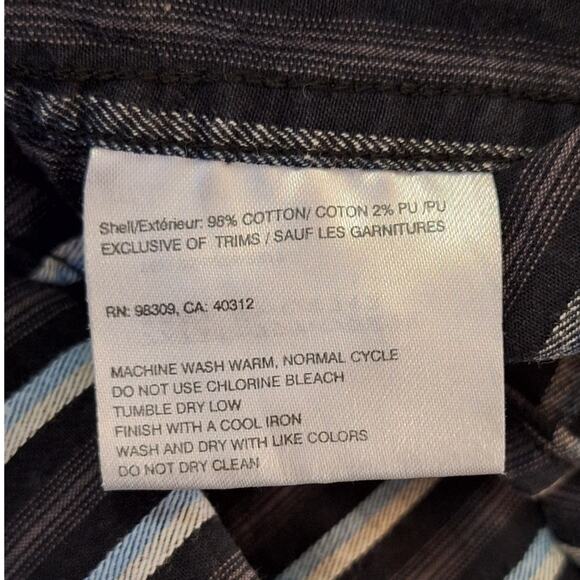 Shell/Extérieur: 98% COTTON/ COTON 2% PU /PU
EXCLUSIVE OF TRIMS / SAUF LES GARNITURES
RN: 98309, CA: 40312
MACHINE WASH WARM, NORMAL CYCLE
DO NOT USE CHLORINE BLEACH
TUMBLE DRY LOW
FINISH WITH A COOL IRON
WASH AND DRY WITH LIKE COLORS
DO NOT DRY CLEAN